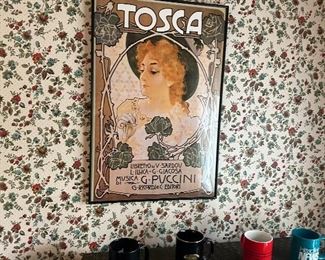 TOSCA
LIBRETTO DI V. SARDOU
L. ILLICA - G. GIACOSA
MUSICA
DI G. PUCCINI
G. RICORDI & C. EDITORI